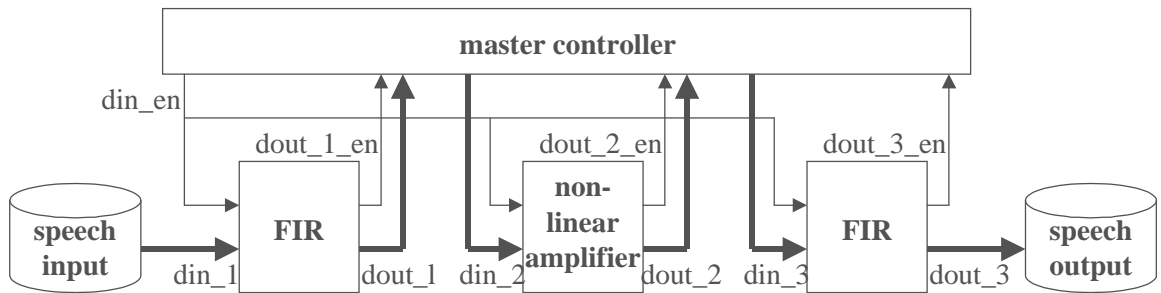 master controller
din_en
dout_1_en
dout_2_en
dout_3_en
speech
input
FIR
non-
linear
amplifier
FIR
speech
output
din_1
dout_1
din_2
dout_2
din_3
dout_3